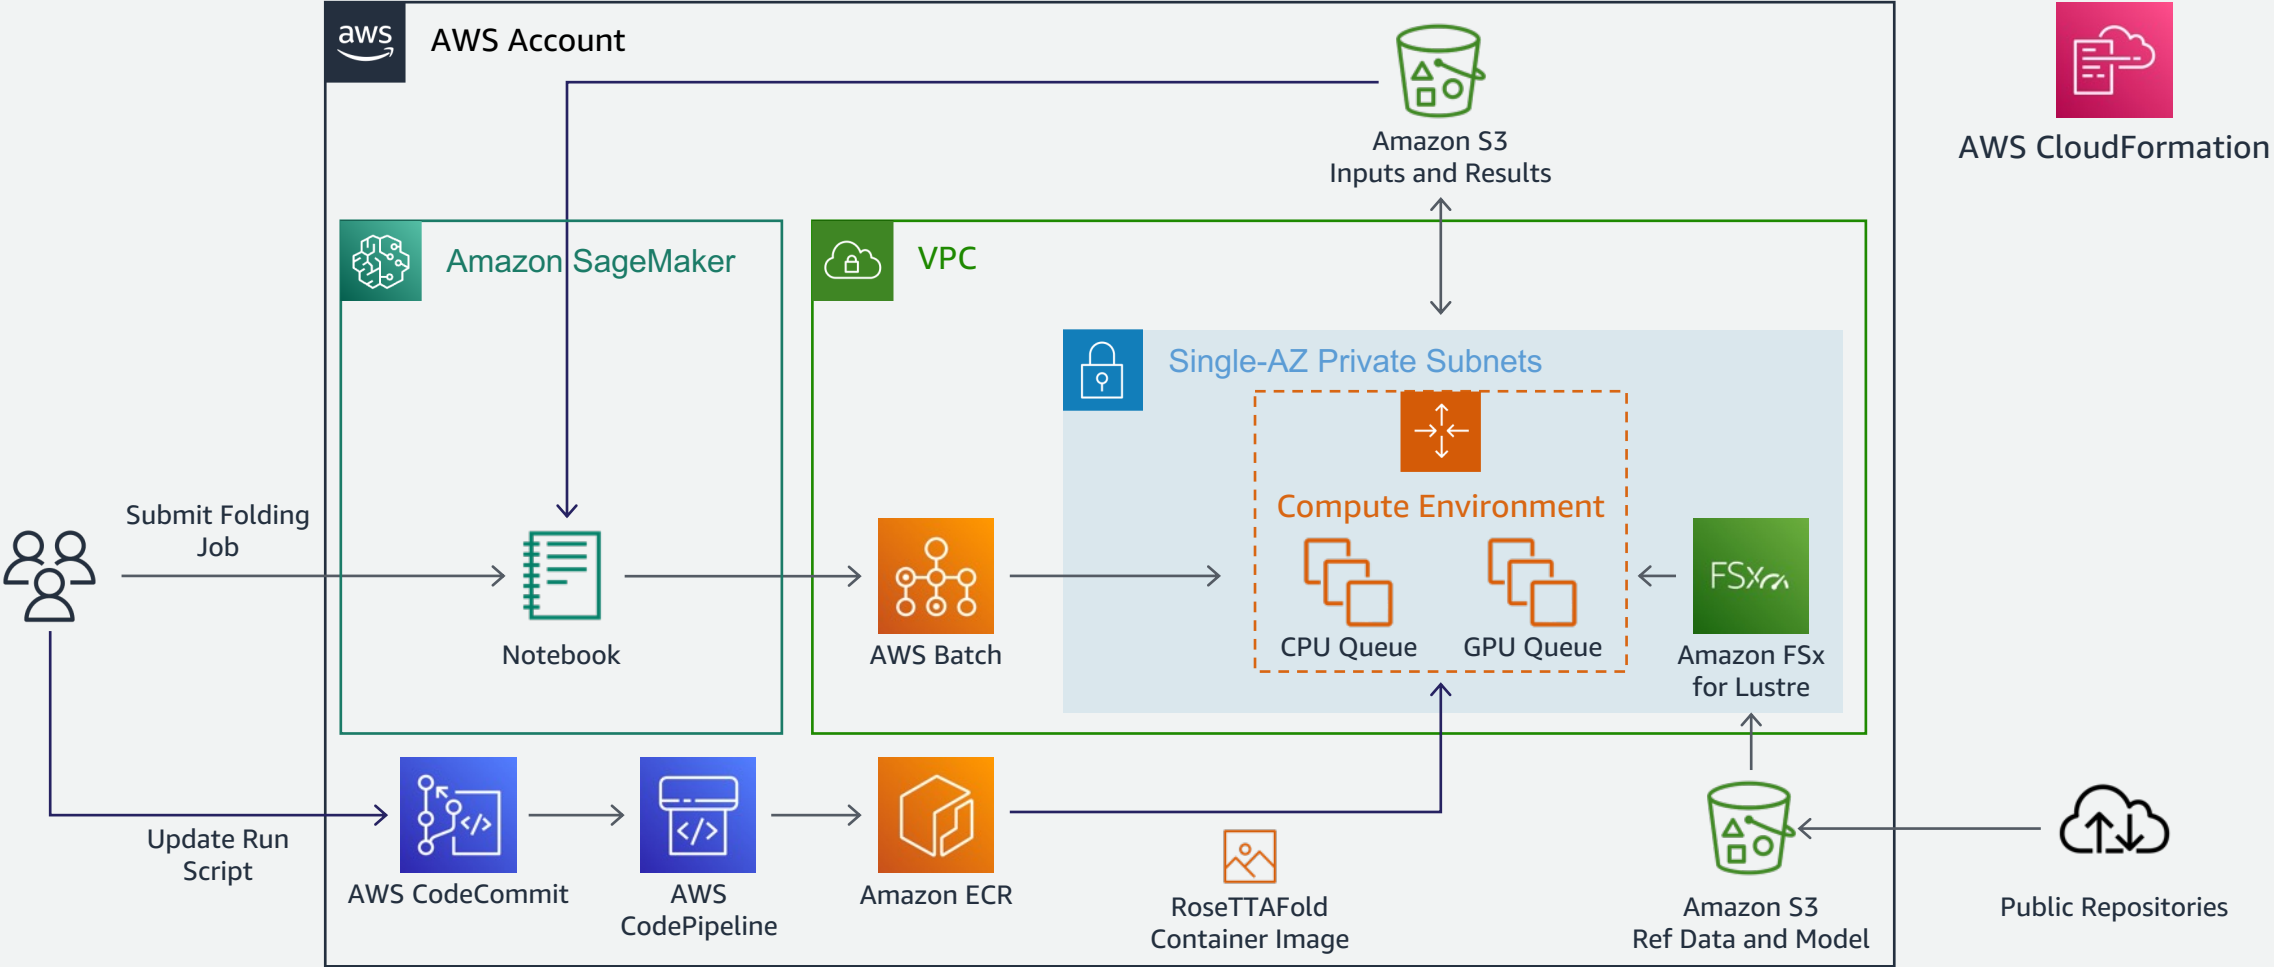 aws
AWS Account
Amazon S3
Inputs and Results
AWS CloudFormation
Amazon SageMaker
VPC
Single-AZ Private Subnets
Compute Environment
CPU Queue
GPU Queue
FSx
Amazon FSx
for Lustre
Submit Folding
Job
Notebook
AWS Batch
Update Run
Script
</>
AWS CodeCommit
</>
AWS
CodePipeline
Amazon ECR
RoseTTAFold
Container Image
Amazon S3
Ref Data and Model
Public Repositories